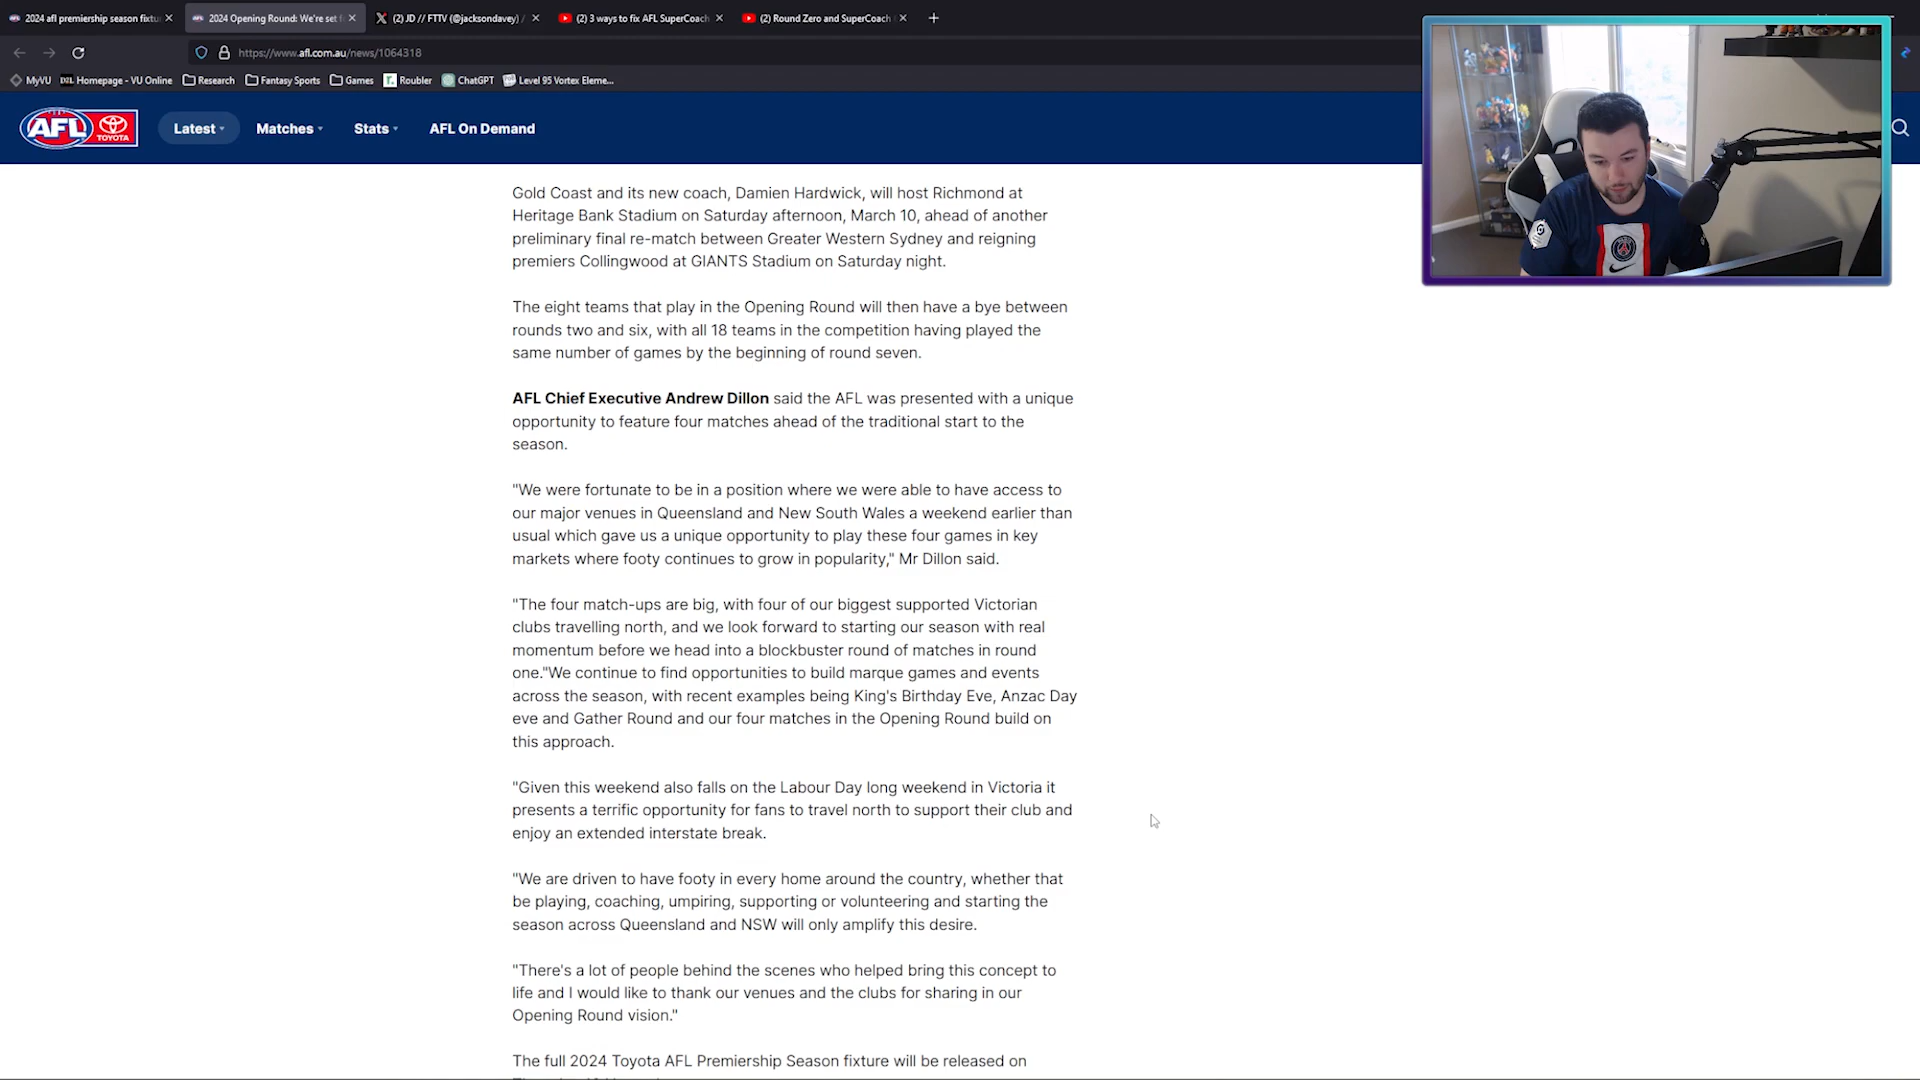 2024 afl premiership season fixtu
2024 Opening Round: We're set f
(2) JD // FTTV (@jacksondavey) /
(2) 3 ways to fix AFL SuperCoach
(2) Round Zero and SuperCoach
https://www.afl.com.au/news/1064318
MyVU
D2L Homepage - VU Online
Research
Fantasy Sports
Games
Roubler
ChatGPT
Level 95 Vortex Eleme...
AFL TOYOTA
Latest
Matches
Stats
AFL On Demand
Gold Coast and its new coach, Damien Hardwick, will host Richmond at
Heritage Bank Stadium on Saturday afternoon, March 10, ahead of another
preliminary final re-match between Greater Western Sydney and reigning
premiers Collingwood at GIANTS Stadium on Saturday night.
The eight teams that play in the Opening Round will then have a bye between
rounds two and six, with all 18 teams in the competition having played the
same number of games by the beginning of round seven.
AFL Chief Executive Andrew Dillon said the AFL was presented with a unique
opportunity to feature four matches ahead of the traditional start to the
season.
"We were fortunate to be in a position where we were able to have access to
our major venues in Queensland and New South Wales a weekend earlier than
usual which gave us a unique opportunity to play these four games in key
markets where footy continues to grow in popularity," Mr Dillon said.
"The four match-ups are big, with four of our biggest supported Victorian
clubs travelling north, and we look forward to starting our season with real
momentum before we head into a blockbuster round of matches in round
one."We continue to find opportunities to build marque games and events
across the season, with recent examples being King's Birthday Eve, Anzac Day
eve and Gather Round and our four matches in the Opening Round build on
this approach.
"Given this weekend also falls on the Labour Day long weekend in Victoria it
presents a terrific opportunity for fans to travel north to support their club and
enjoy an extended interstate break.
"We are driven to have footy in every home around the country, whether that
be playing, coaching, umpiring, supporting or volunteering and starting the
season across Queensland and NSW will only amplify this desire.
"There's a lot of people behind the scenes who helped bring this concept to
life and I would like to thank our venues and the clubs for sharing in our
Opening Round vision."
The full 2024 Toyota AFL Premiership Season fixture will be released on